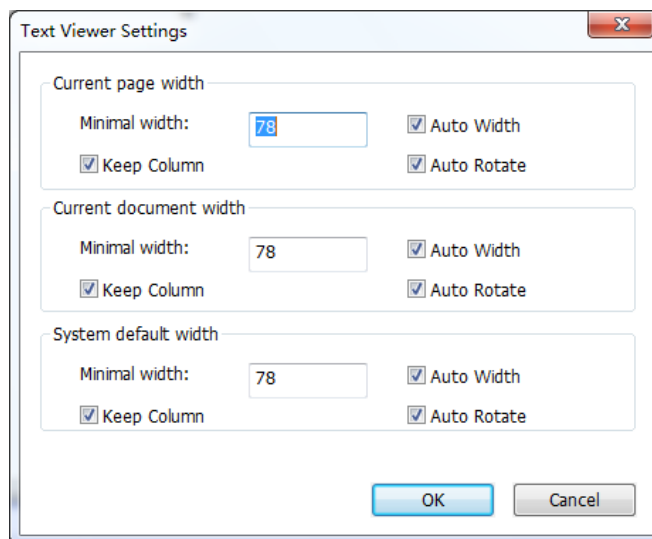 Text Viewer Settings
Current page width
Minimal width: 78 Auto Width
Keep Column Auto Rotate
Current document width
Minimal width: 78 Auto Width
Keep Column Auto Rotate
System default width
Minimal width: 78 Auto Width
Keep Column Auto Rotate
OK Cancel